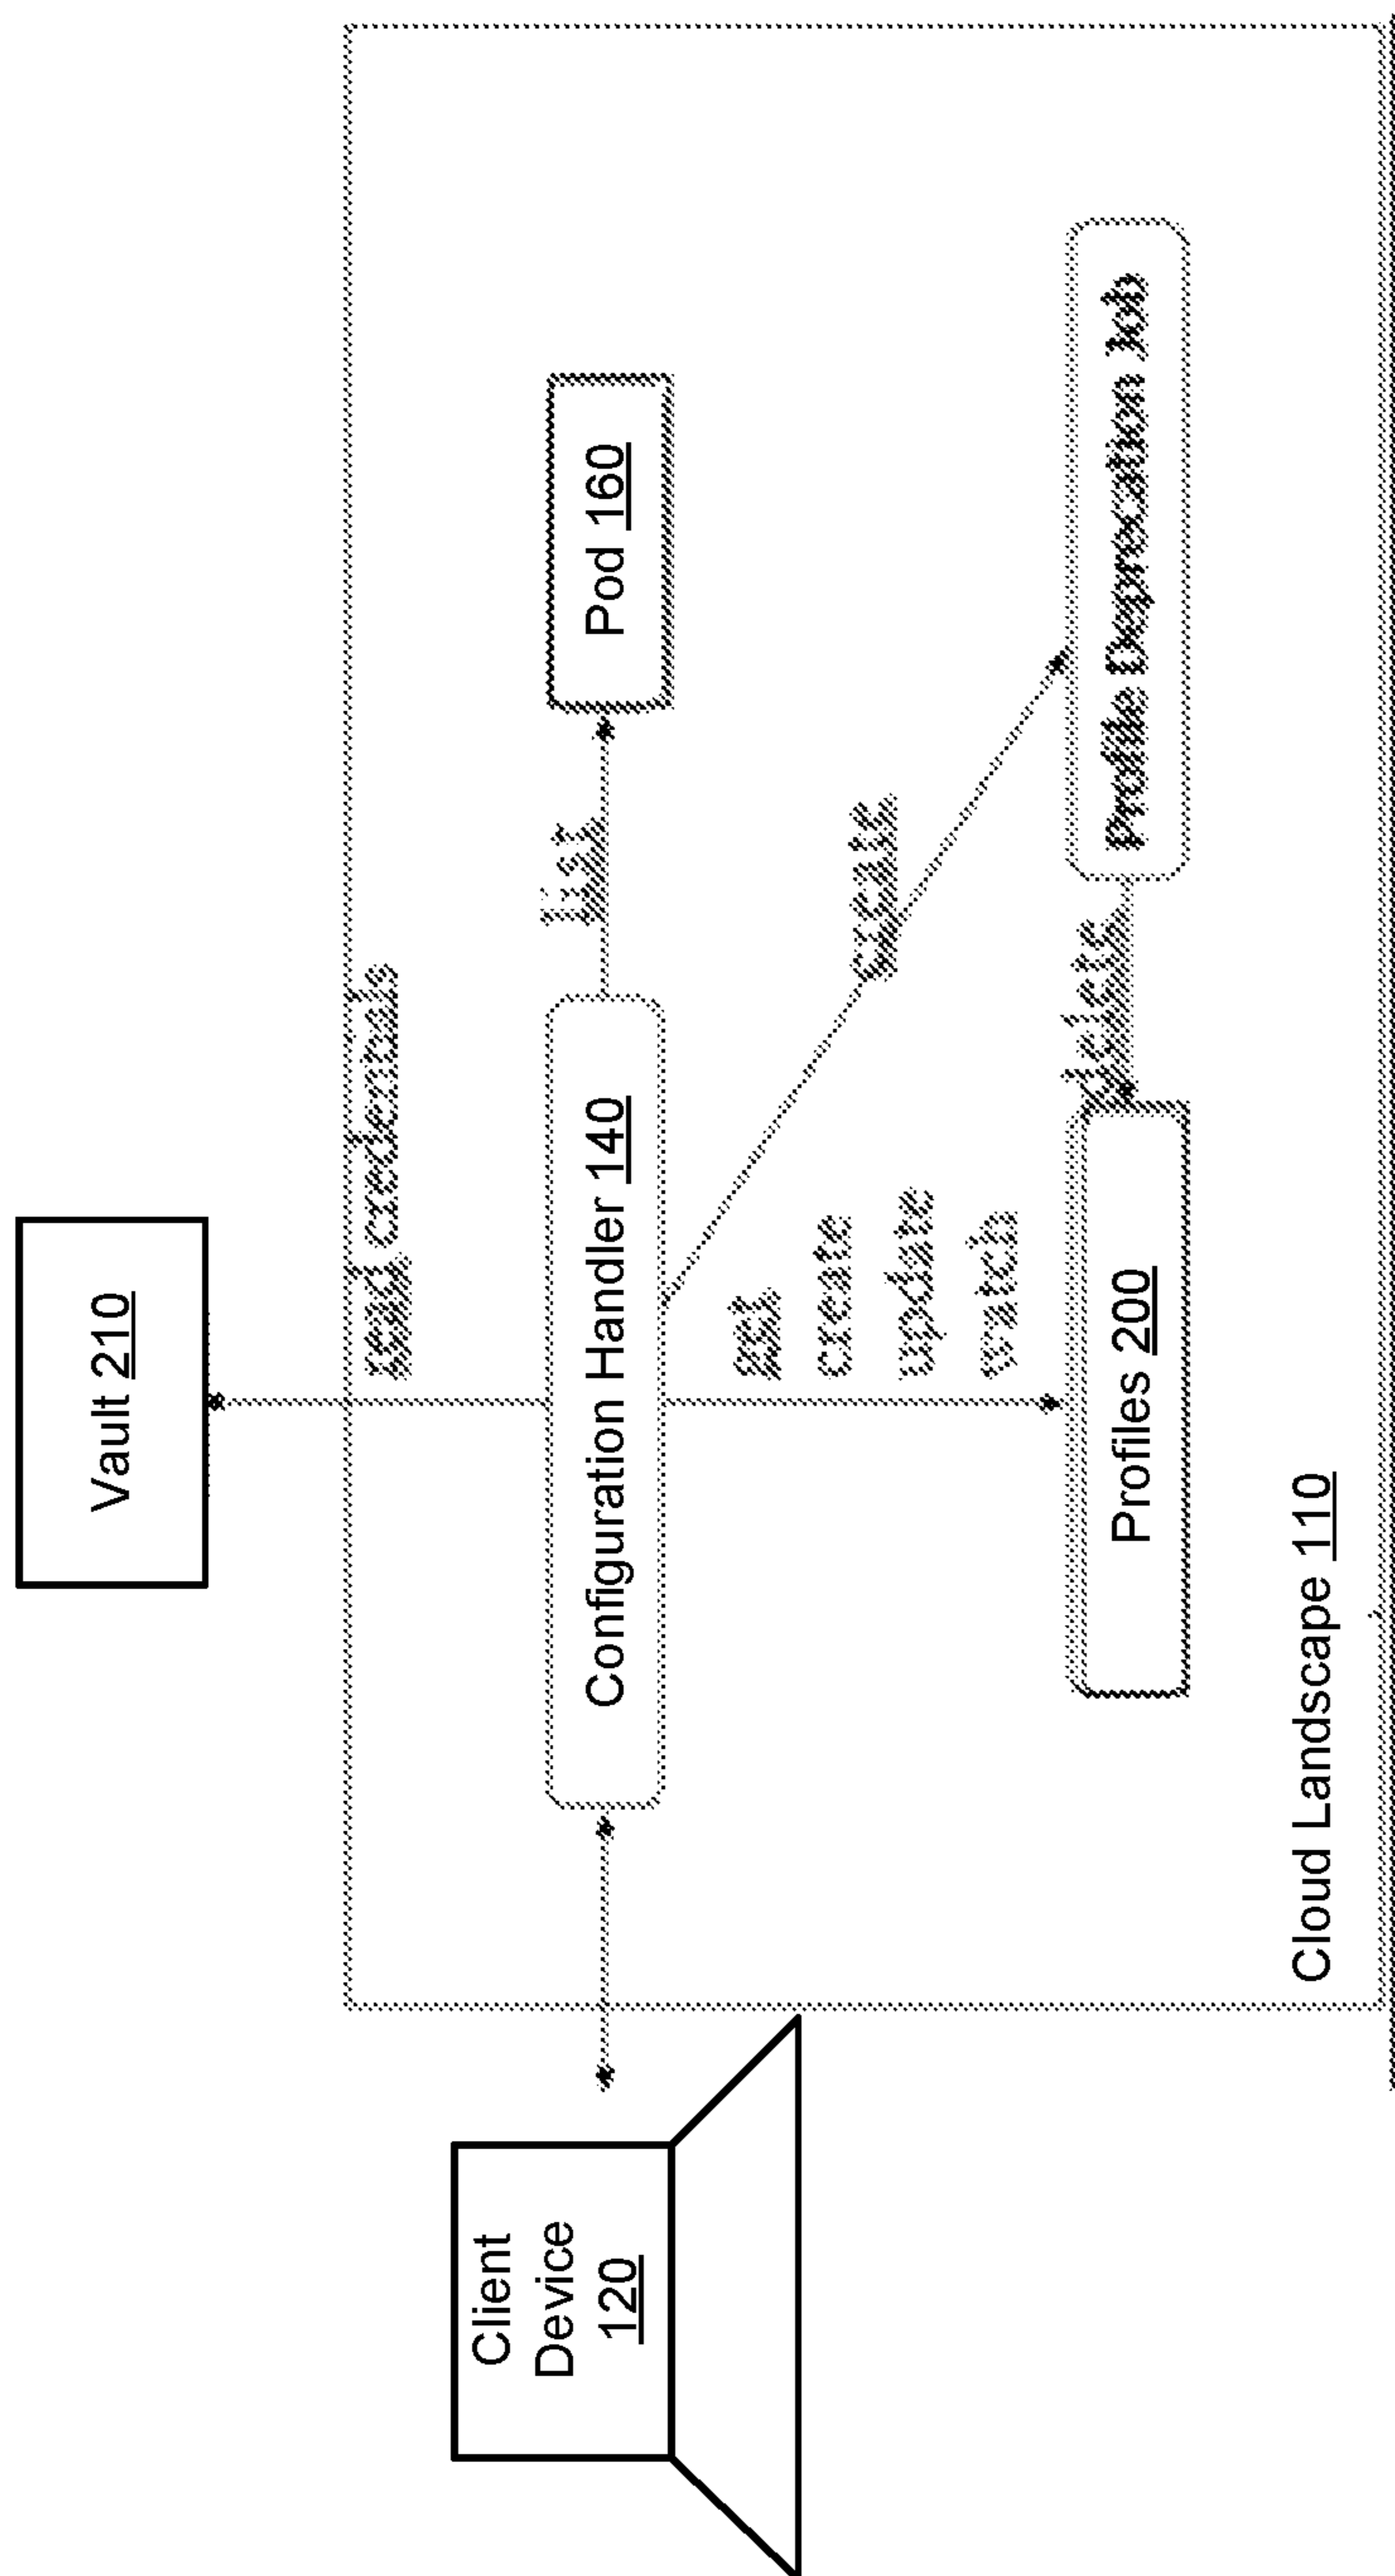 Vault 210
read credentials
Client
Device
120
Configuration Handler 140
list
Pod 160
get
create
update
watch
create
Profiles 200
delete
Profile Deprecation Job
Cloud Landscape 110